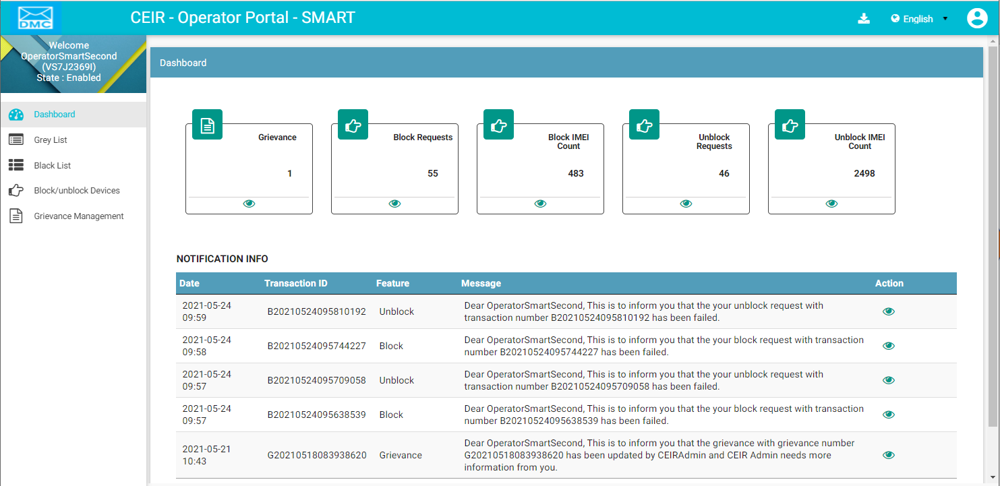 DMC
CEIR - Operator Portal - SMART
English
Welcome
OperatorSmartSecond
(VS7J2369I)
State : Enabled
Dashboard
Grey List
Black List
Block/unblock Devices
Grievance Management
Dashboard
Grievance
1
Block Requests
55
Block IMEI
Count
483
Unblock
Requests
46
Unblock IMEI
Count
2498
NOTIFICATION INFO
Date Transaction ID Feature Message Action
2021-05-24
09:59
B20210524095810192 Unblock
Dear OperatorSmartSecond, This is to inform you that the your unblock request with
transaction number B20210524095810192 has been failed.
2021-05-24
09:58
B20210524095744227 Block
Dear OperatorSmartSecond, This is to inform you that the your block request with transaction
number B20210524095744227 has been failed.
2021-05-24
09:57
B20210524095709058 Unblock
Dear OperatorSmartSecond, This is to inform you that the your unblock request with
transaction number B20210524095709058 has been failed.
2021-05-24
09:57
B20210524095638539 Block
Dear OperatorSmartSecond, This is to inform you that the your block request with transaction
number B20210524095638539 has been failed.
2021-05-21
10:43
G20210518083938620 Grievance
Dear OperatorSmartSecond, This is to inform you that the grievance with grievance number
G20210518083938620 has been updated by CEIRAdmin and CEIR Admin needs more
information from you.